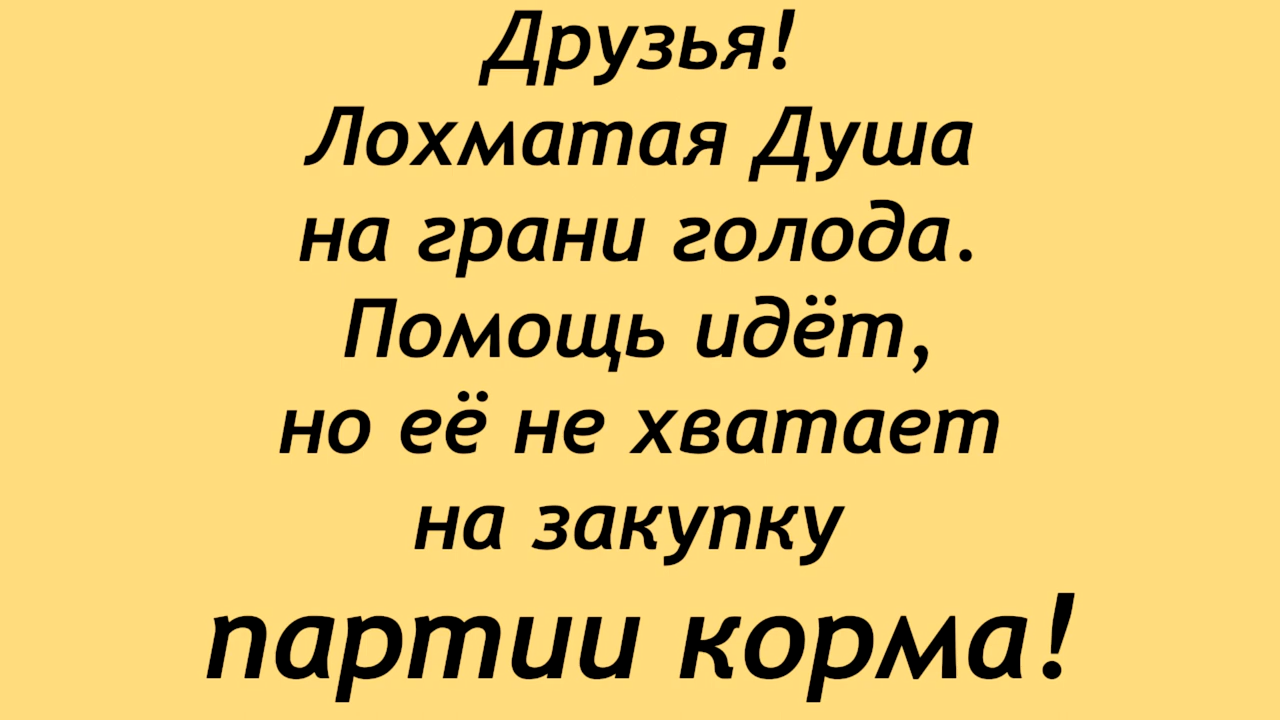 Друзья!
Лохматая Душа
на грани голода.
Помощь идёт,
но её не хватает
на закупку
партии корма!